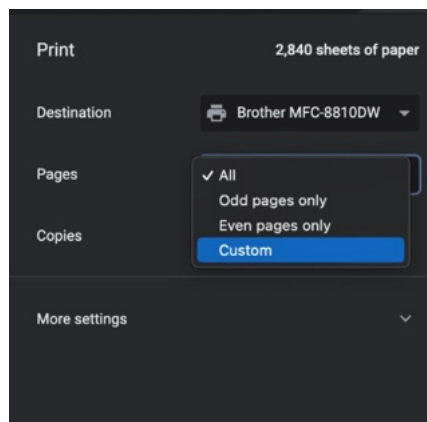 Print 2,840 sheets of paper
Destination Brother MFC-8810DW
Pages
All
Odd pages only
Even pages only
Custom
Copies
More settings